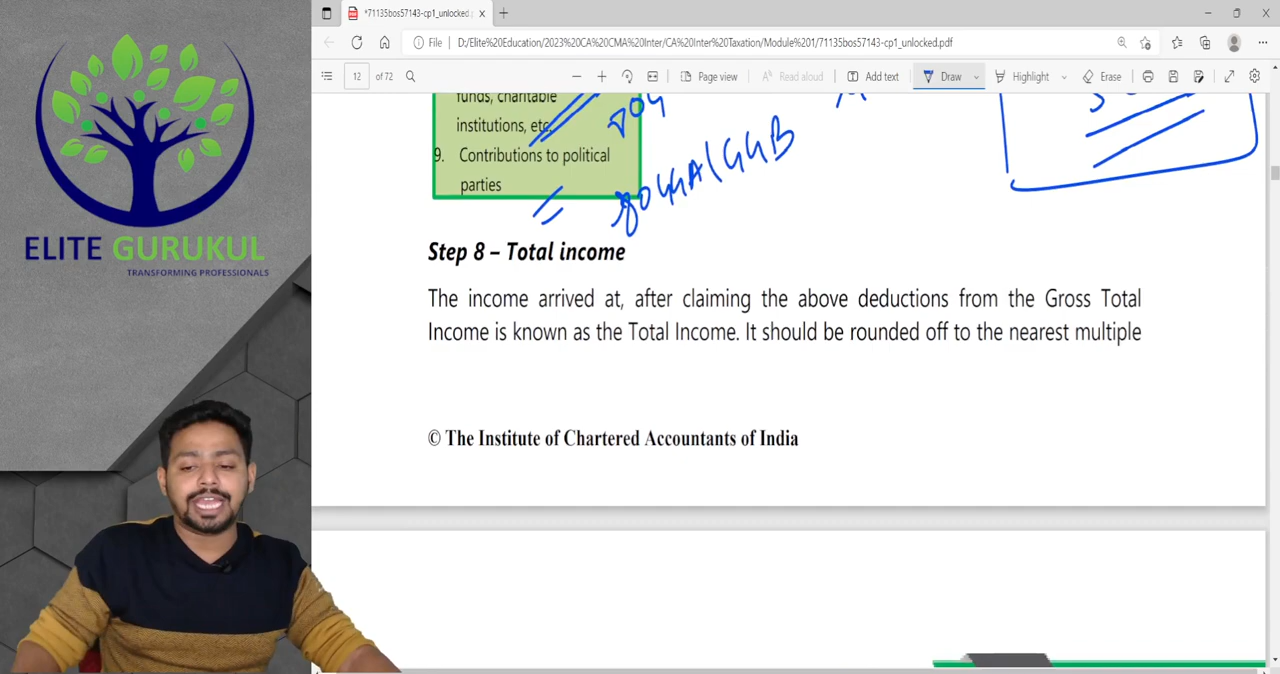 ELITE GURUKUL
TRANSFORMING PROFESSIONALS
*71135bos57143-cp1_unlocked.pdf
File
D:/Elite%20Education/2023%20CA%20CMA%20Inter/CA%20Inter%20Taxation/Module%201/71135bos57143-cp1_unlocked.pdf
12 of 72
Page view
Read aloud
Add text
Draw
Highlight
Erase
funds, charitable
institutions, etc.
80G
9. Contributions to political
parties
80GGA/GGB
Step 8 – Total income
The income arrived at, after claiming the above deductions from the Gross Total
Income is known as the Total Income. It should be rounded off to the nearest multiple
© The Institute of Chartered Accountants of India